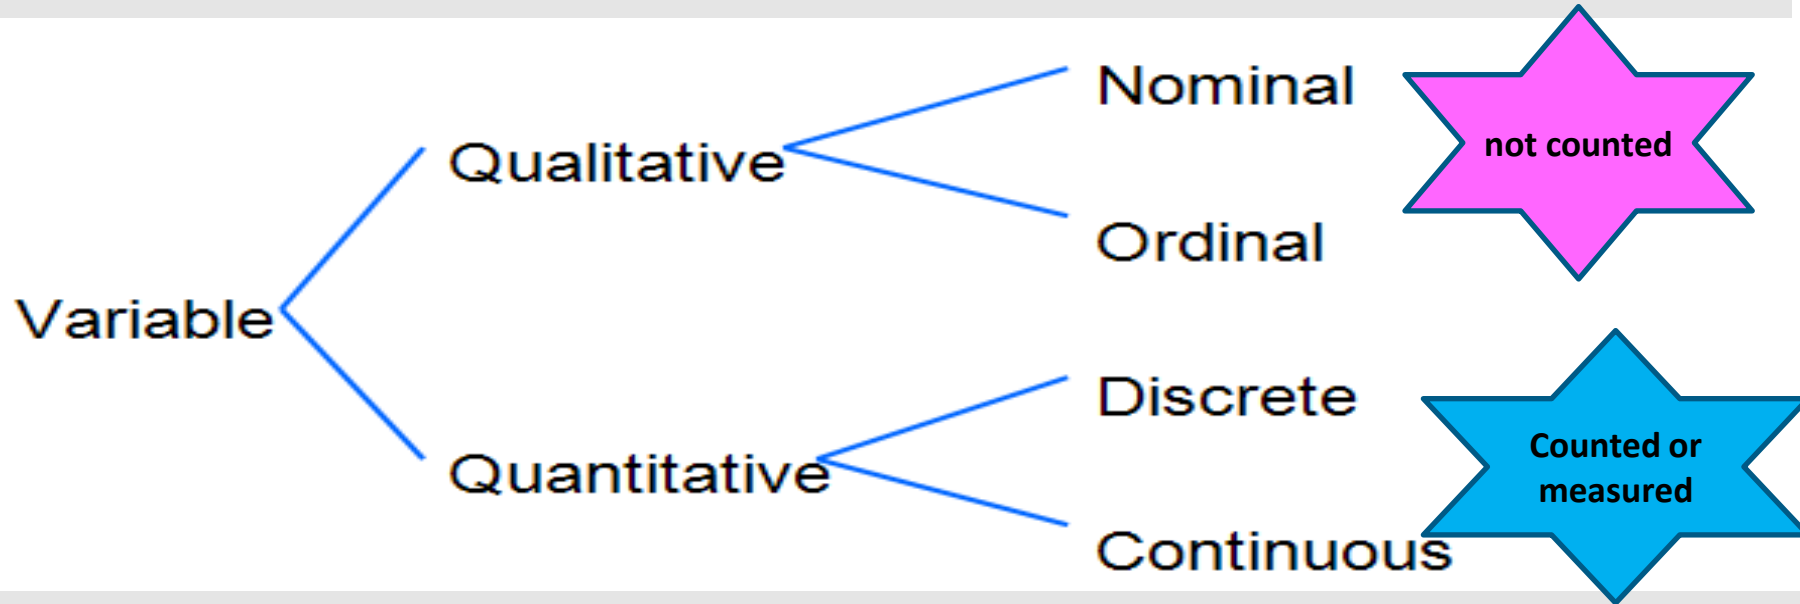 Nominal
not counted
Qualitative
Ordinal
Variable
Discrete
Counted or
measured
Quantitative
Continuous